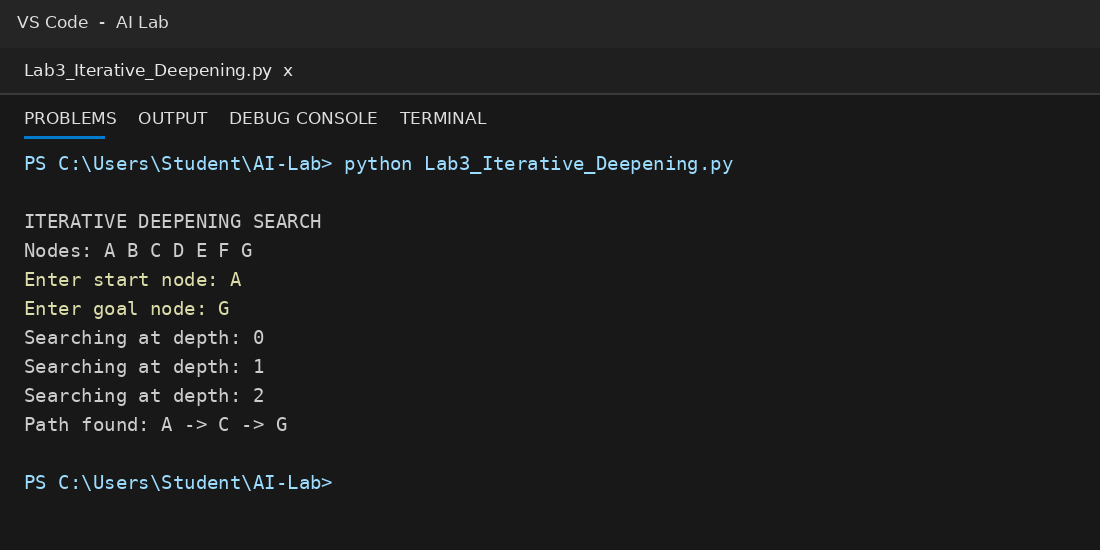 VS Code - AI Lab
Lab3_Iterative_Deepening.py x
PROBLEMS OUTPUT DEBUG CONSOLE TERMINAL
PS C:\Users\Student\AI-Lab> python Lab3_Iterative_Deepening.py
ITERATIVE DEEPENING SEARCH
Nodes: A B C D E F G
Enter start node: A
Enter goal node: G
Searching at depth: 0
Searching at depth: 1
Searching at depth: 2
Path found: A -> C -> G
PS C:\Users\Student\AI-Lab>